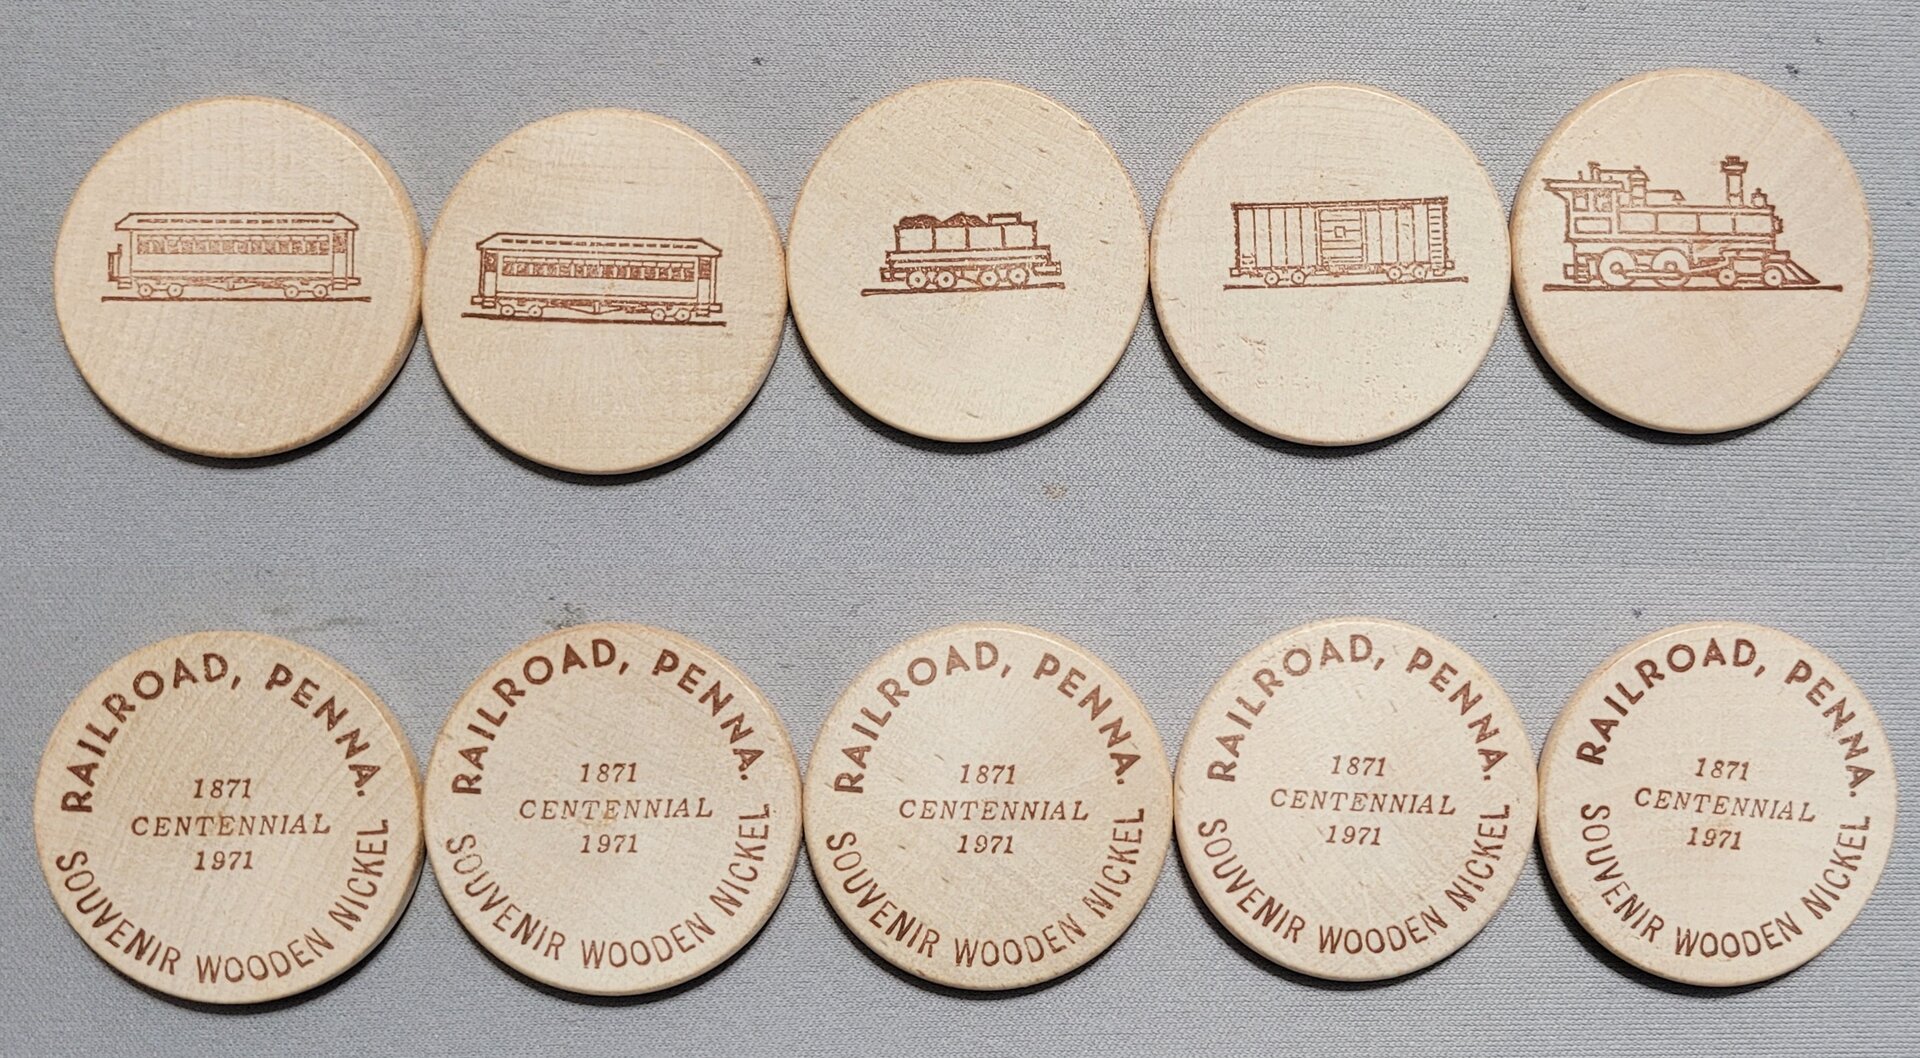 RAILROAD, PENNA.
1871
CENTENNIAL
1971
SOUVENIR WOODEN NICKEL
RAILROAD, PENNA.
1871
CENTENNIAL
1971
SOUVENIR WOODEN NICKEL
RAILROAD, PENNA.
1871
CENTENNIAL
1971
SOUVENIR WOODEN NICKEL
RAILROAD, PENNA.
1871
CENTENNIAL
1971
SOUVENIR WOODEN NICKEL
RAILROAD, PENNA.
1871
CENTENNIAL
1971
SOUVENIR WOODEN NICKEL